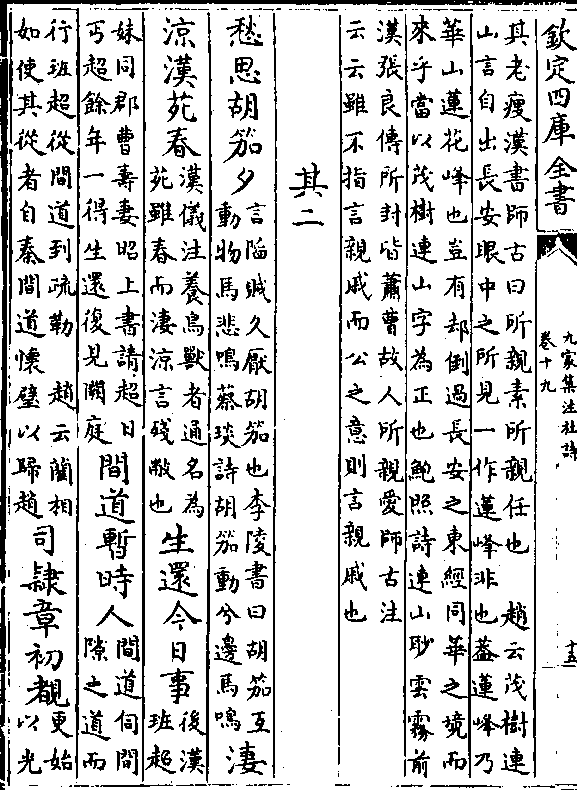 欽定四庫全書
九家集注杜詩
卷十九
十五
其老瘦漢書師古曰所親素所親任也　趙云茂樹連
山言自出長安眼中之所見一作蓮峰非也蓋蓮峰乃
華山蓮花峰也豈有却倒過長安之東經同華之境而
來乎當以茂樹連山字為正也鮑照詩連山眇雲霧前
漢張良傳所封皆蕭曹故人所親愛師古注
云云雖不指言親戚而公之意則言親戚也
其二
愁思胡笳夕言陷賊久厭胡笳也李陵書曰胡笳互動物馬悲鳴蔡琰詩胡笳動兮邊馬鳴淒
涼漢苑春漢儀注養鳥獸者通名為苑雖春而淒涼言殘敝也生還今日事後漢班超
妹同郡曹壽妻昭上書請超曰丐超餘年一得生還復見闕庭間道暫時人間道伺間隙之道而
行班超從間道到疏勒　趙云藺相如使其從者自秦間道懷璧以歸趙司隸章初覩更始以光